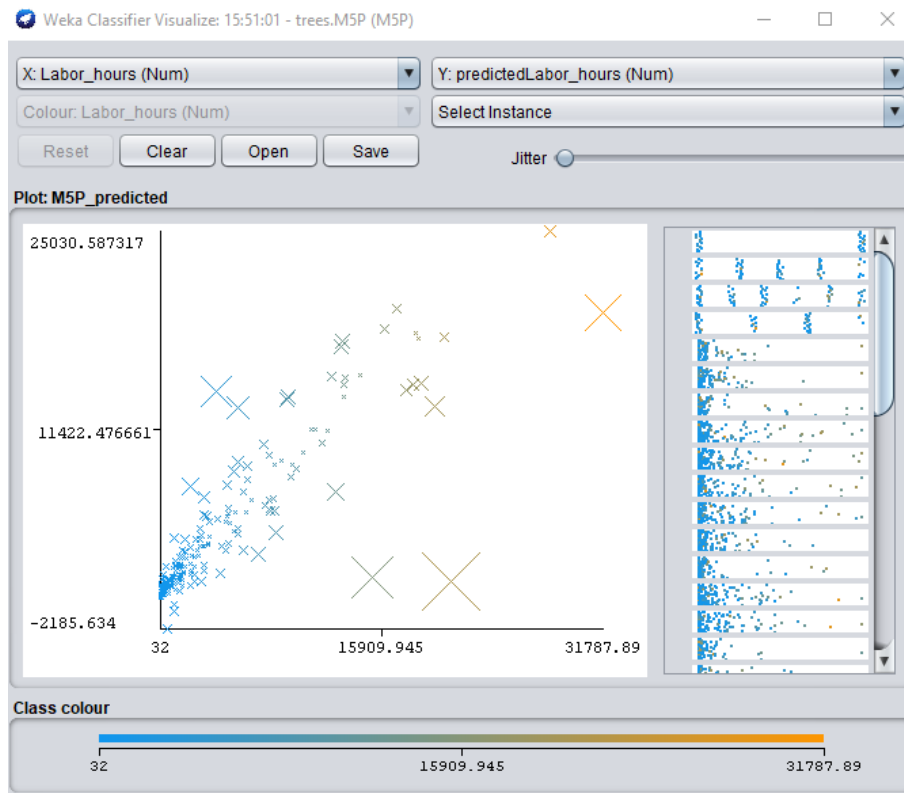 Weka Classifier Visualize: 15:51:01 - trees.M5P (M5P)
X: Labor_hours (Num)
Y: predictedLabor_hours (Num)
Colour: Labor_hours (Num)
Select Instance
Reset
Clear
Open
Save
Jitter
Plot: M5P_predicted
25030.587317
11422.476661
-2185.634
32
15909.945
31787.89
Class colour
32
15909.945
31787.89